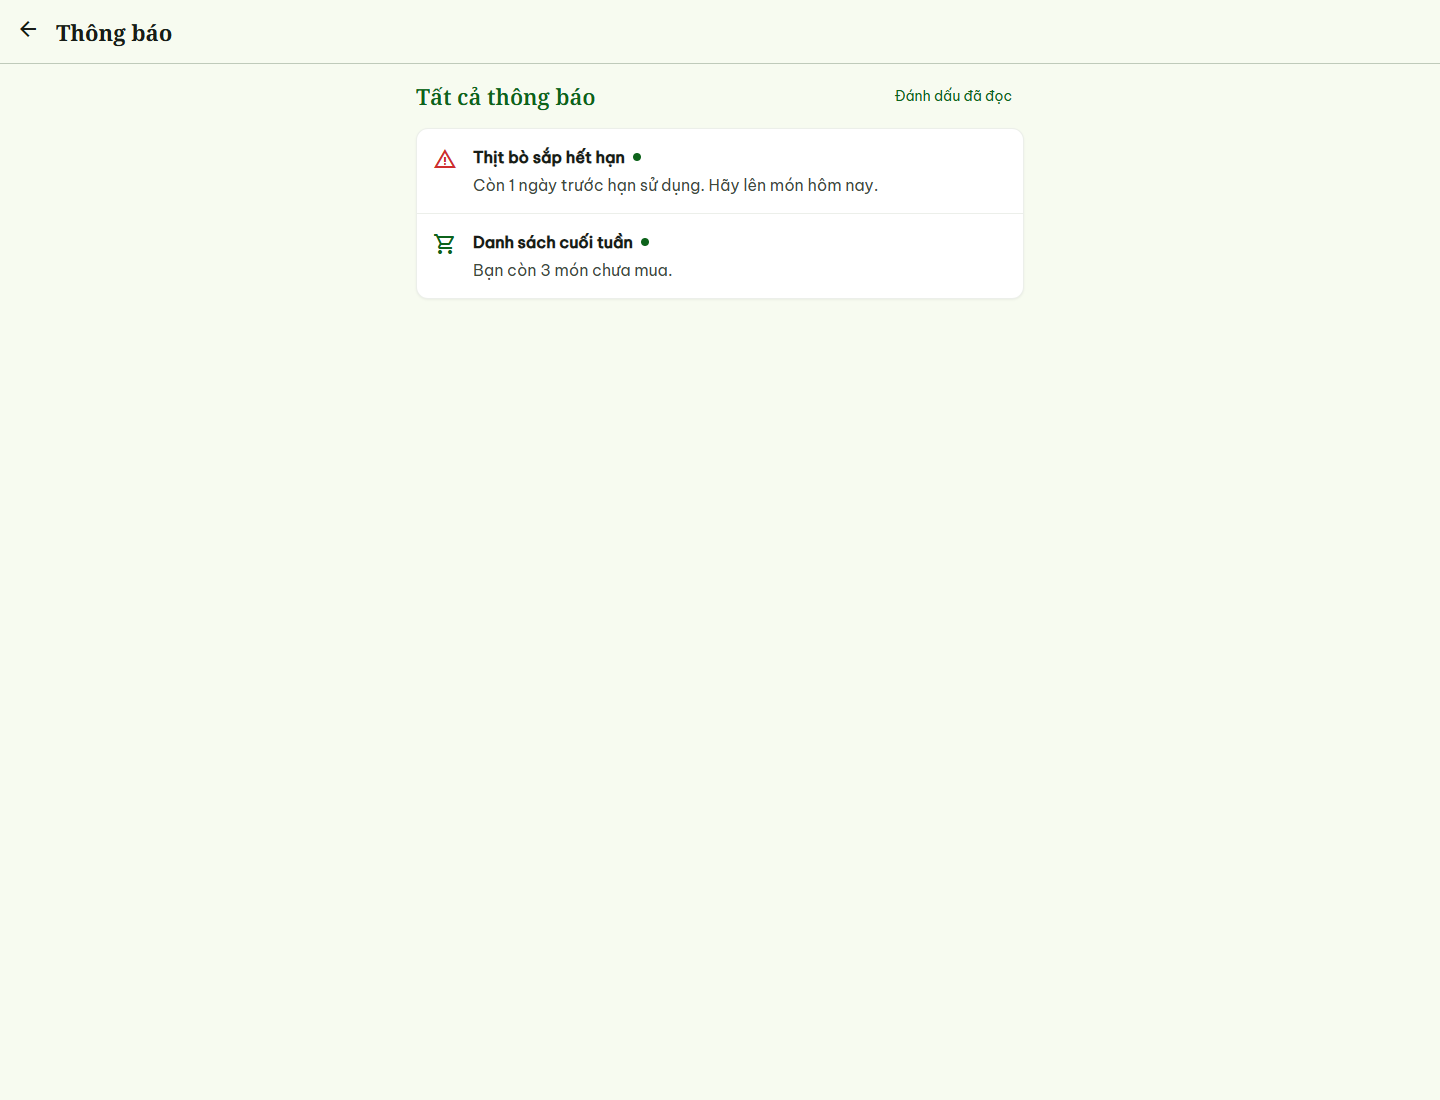 Thông báo
Tất cả thông báo
Đánh dấu đã đọc
Thịt bò sắp hết hạn
Còn 1 ngày trước hạn sử dụng. Hãy lên món hôm nay.
Danh sách cuối tuần
Bạn còn 3 món chưa mua.